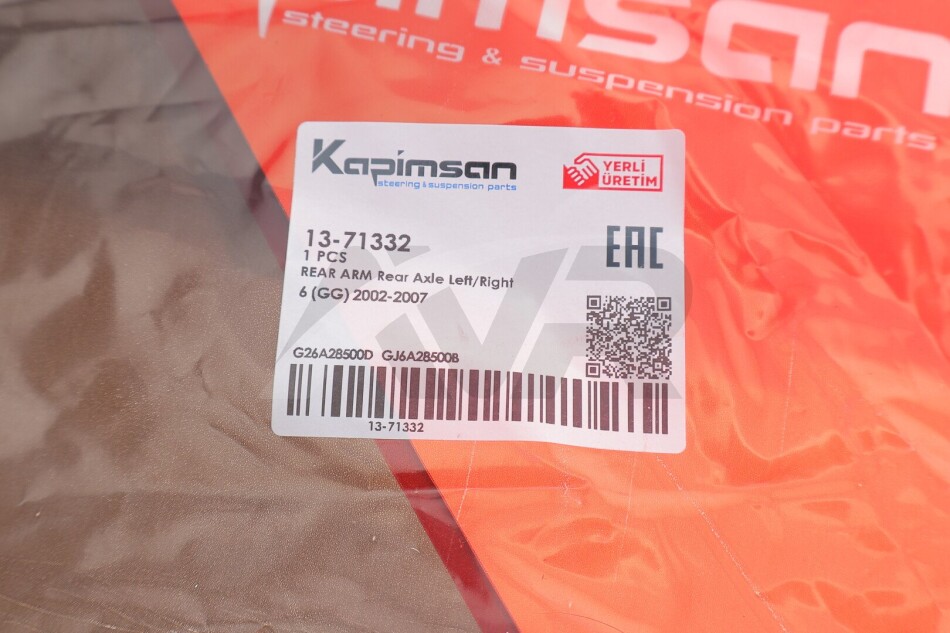 Kapimsan
steering & suspension parts
Kapimsan
steering & suspension parts
YERLİ
ÜRETİM
13-71332
1 PCS
REAR ARM Rear Axle Left/Right
6 (GG) 2002-2007
EAC
G26A28500D GJ6A28500B
13-71332